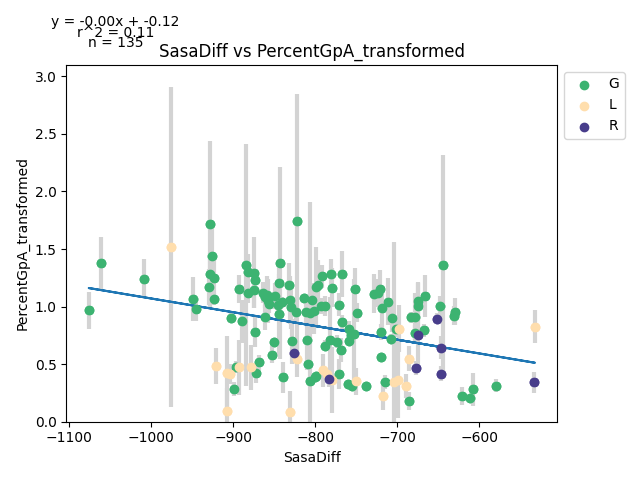 y = -0.00x + -0.12
r^2 = 0.11
n = 135
SasaDiff vs PercentGpA_transformed
G
L
R
PercentGpA_transformed
3.0
2.5
2.0
1.5
1.0
0.5
0.0
−1100 −1000 −900 −800 −700 −600
SasaDiff